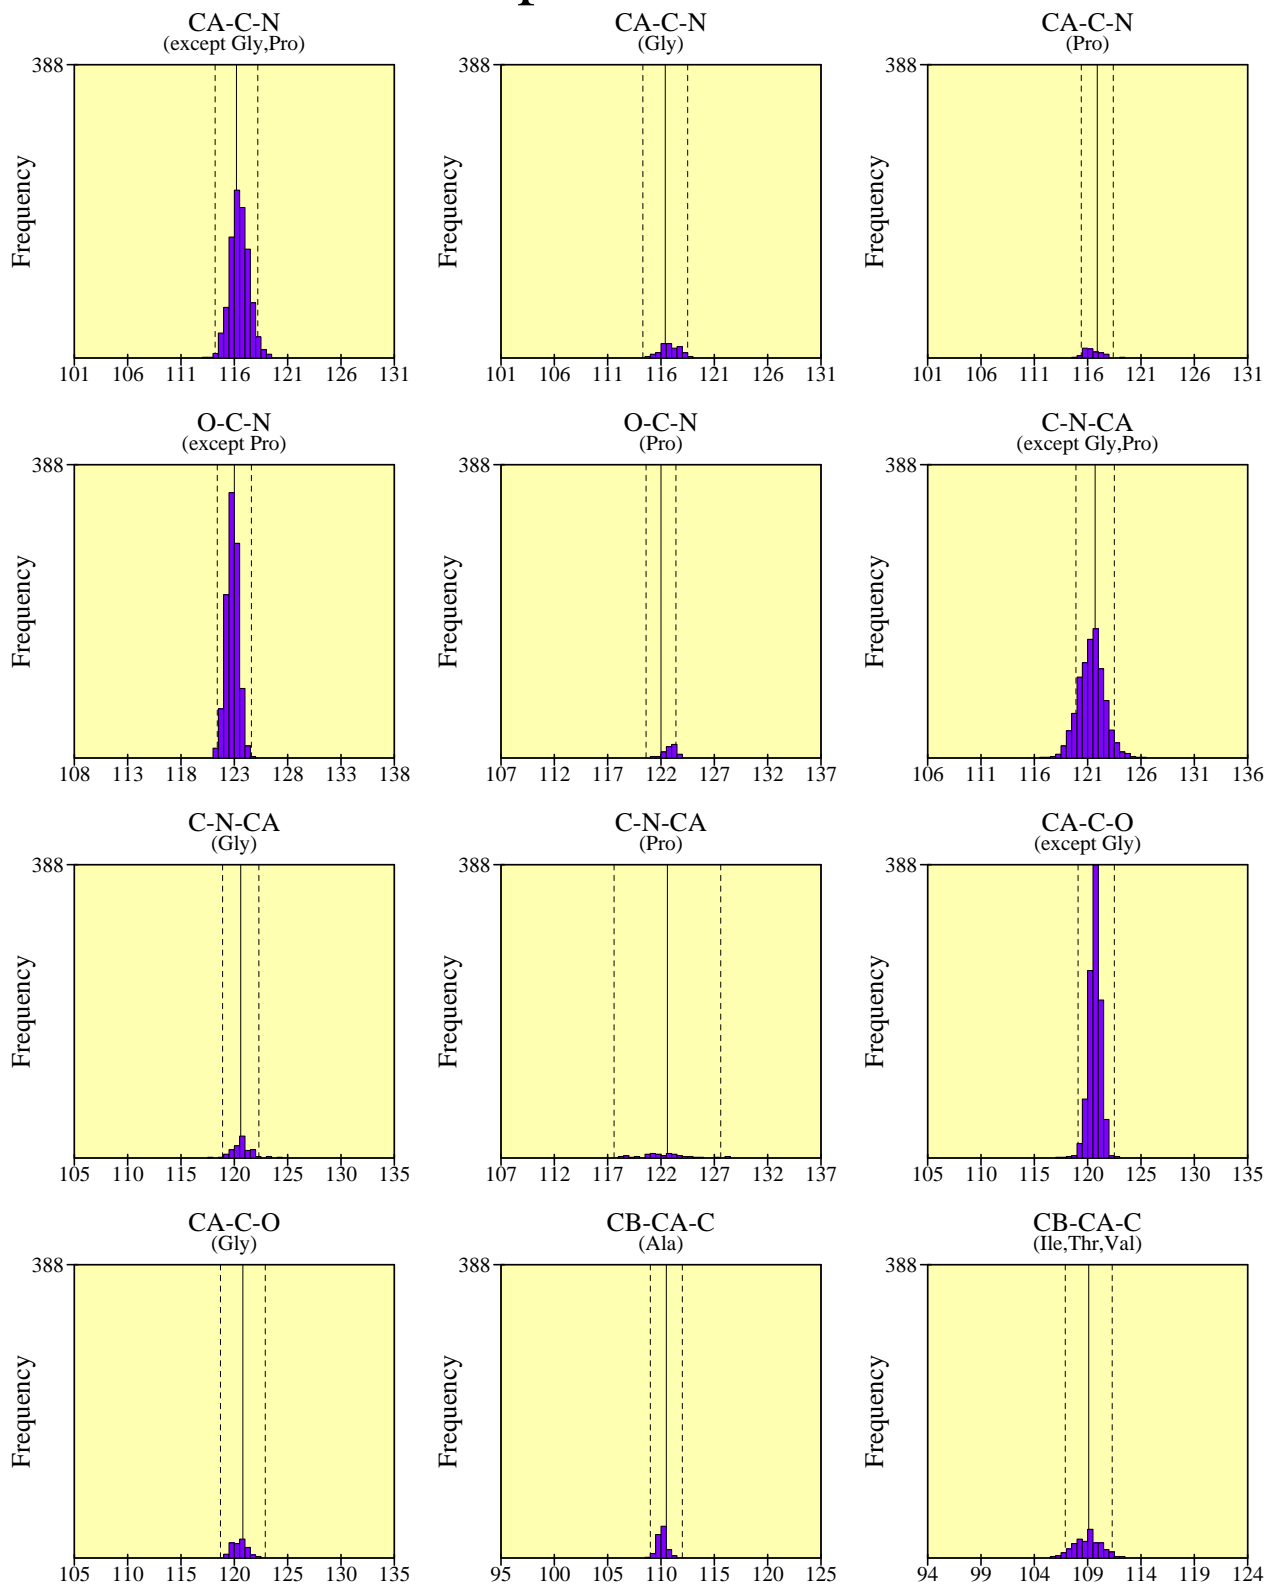 CA-C-N
(except Gly,Pro)
CA-C-N
(Gly)
CA-C-N
(Pro)
388
388
388
Frequency
Frequency
Frequency
101 106 111 116 121 126 131
101 106 111 116 121 126 131
101 106 111 116 121 126 131
O-C-N
(except Pro)
O-C-N
(Pro)
C-N-CA
(except Gly,Pro)
388
388
388
Frequency
Frequency
Frequency
108 113 118 123 128 133 138
107 112 117 122 127 132 137
106 111 116 121 126 131 136
C-N-CA
(Gly)
C-N-CA
(Pro)
CA-C-O
(except Gly)
388
388
388
Frequency
Frequency
Frequency
105 110 115 120 125 130 135
107 112 117 122 127 132 137
105 110 115 120 125 130 135
CA-C-O
(Gly)
CB-CA-C
(Ala)
CB-CA-C
(Ile,Thr,Val)
388
388
388
Frequency
Frequency
Frequency
105 110 115 120 125 130 135
95 100 105 110 115 120 125
94 99 104 109 114 119 124